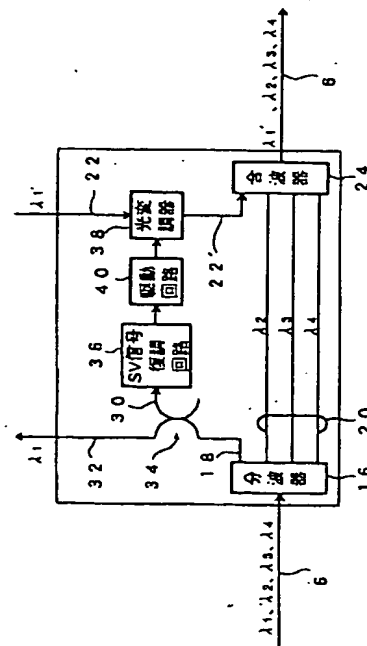 λ1
λ1'
32
22
34
30
36
SV信号
復調
回路
40
駆動
回路
38
光変
調器
22'
18
λ1、λ2、λ3、λ4
6
分波器
16
λ2
λ3
λ4
20
合波器
24
λ1'、λ2、λ3、λ4
6